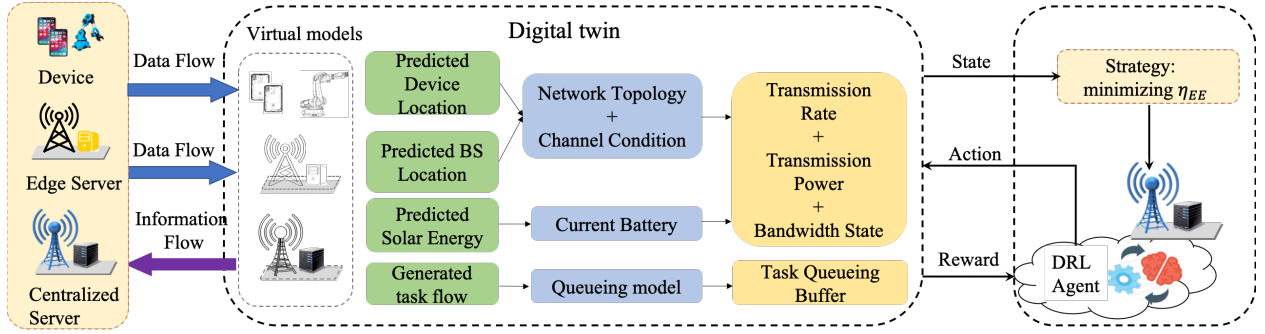 Device
Edge Server
Centralized
Server
Data Flow
Data Flow
Information
Flow
Virtual models
Digital twin
Predicted
Device
Location
Predicted BS
Location
Predicted
Solar Energy
Generated
task flow
Network Topology
+
Channel Condition
Current Battery
Queueing model
Transmission
Rate
+
Transmission
Power
+
Bandwidth State
Task Queueing
Buffer
State
Action
Reward
Strategy:
minimizing η_EE
DRL
Agent